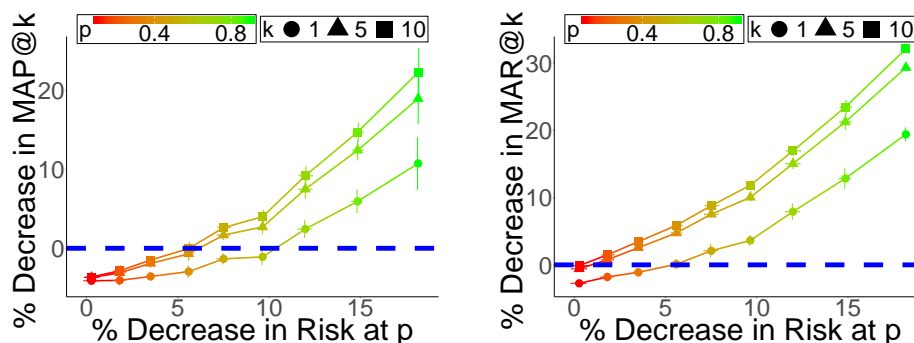 p 0.4 0.8 k 1 5 10
% Decrease in MAP@k
20
10
0
0 5 10 15
% Decrease in Risk at p
p 0.4 0.8 k 1 5 10
% Decrease in MAR@k
30
20
10
0
0 5 10 15
% Decrease in Risk at p